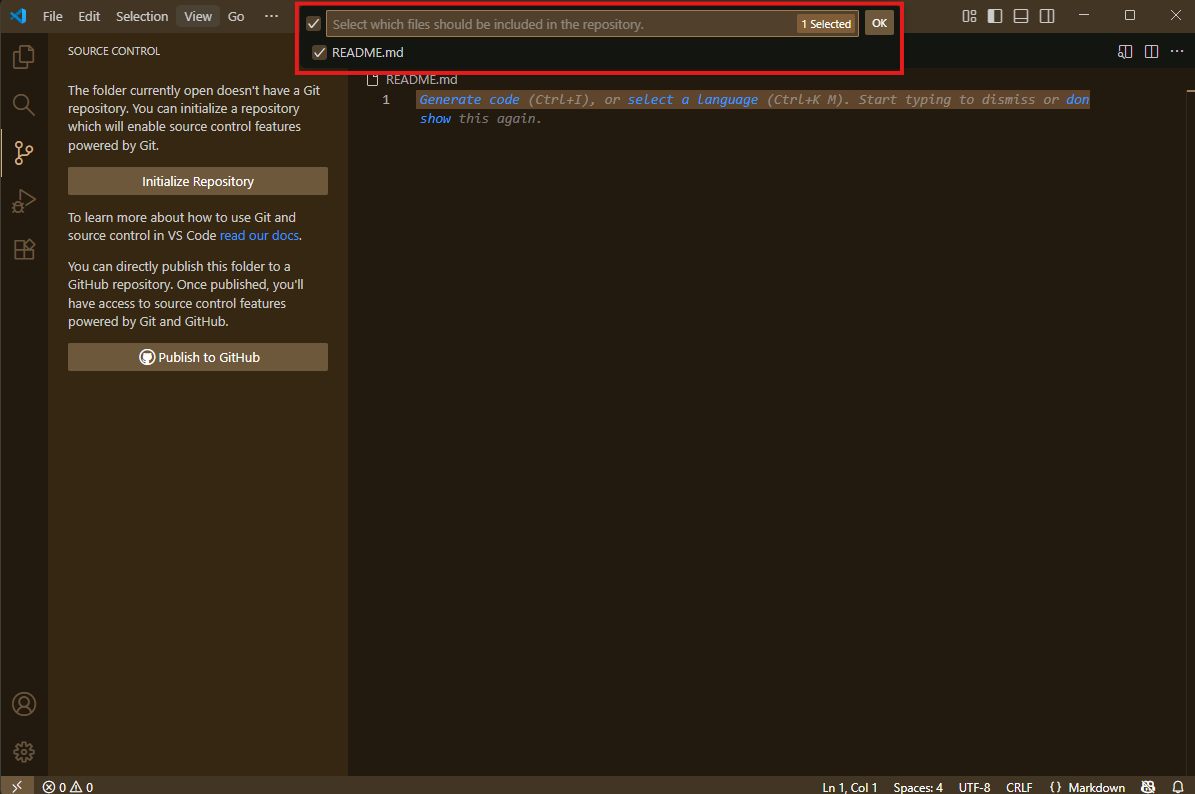 File Edit Selection View Go ···
Select which files should be included in the repository. 1 Selected OK
README.md
SOURCE CONTROL
The folder currently open doesn't have a Git
repository. You can initialize a repository
which will enable source control features
powered by Git.
Initialize Repository
To learn more about how to use Git and
source control in VS Code read our docs.
You can directly publish this folder to a
GitHub repository. Once published, you'll
have access to source control features
powered by Git and GitHub.
Publish to GitHub
README.md
1 Generate code (Ctrl+I), or select a language (Ctrl+K M). Start typing to dismiss or don
show this again.
0 0 Ln 1, Col 1 Spaces: 4 UTF-8 CRLF {} Markdown